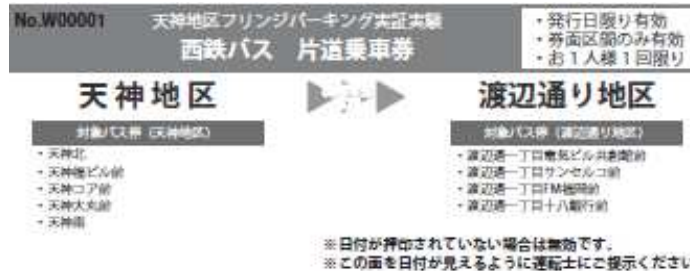 No.W00001
天神地区フリンジパーキング実証実験
西鉄バス 片道乗車券
・発行日限り有効
・券面区間のみ有効
・お1人様1回限り
天神地区
渡辺通り地区
対象バス停（天神地区）
対象バス停（渡辺通り地区）
・天神北
・天神福ビル前
・天神コア前
・天神大丸前
・天神南
・渡辺通一丁目電気ビル共創館前
・渡辺通一丁目サンセルコ前
・渡辺通一丁目FM福岡前
・渡辺通一丁目十八銀行前
※日付が押印されていない場合は無効です。
※この面を日付が見えるように運転士にご提示ください